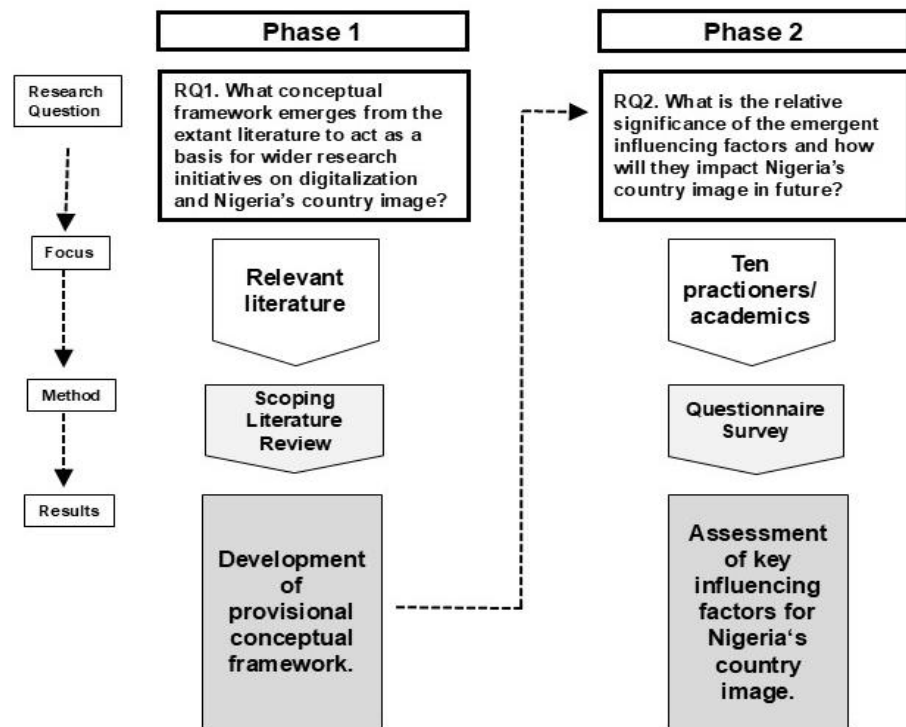 Phase 1
Phase 2
Research
Question
RQ1. What conceptual
framework emerges from the
extant literature to act as a
basis for wider research
initiatives on digitalization
and Nigeria's country image?
RQ2. What is the relative
significance of the emergent
influencing factors and how
will they impact Nigeria's
country image in future?
Focus
Relevant
literature
Ten
practioners/
academics
Method
Scoping
Literature
Review
Questionnaire
Survey
Results
Development
of
provisional
conceptual
framework.
Assessment
of key
influencing
factors for
Nigeria‘s
country
image.